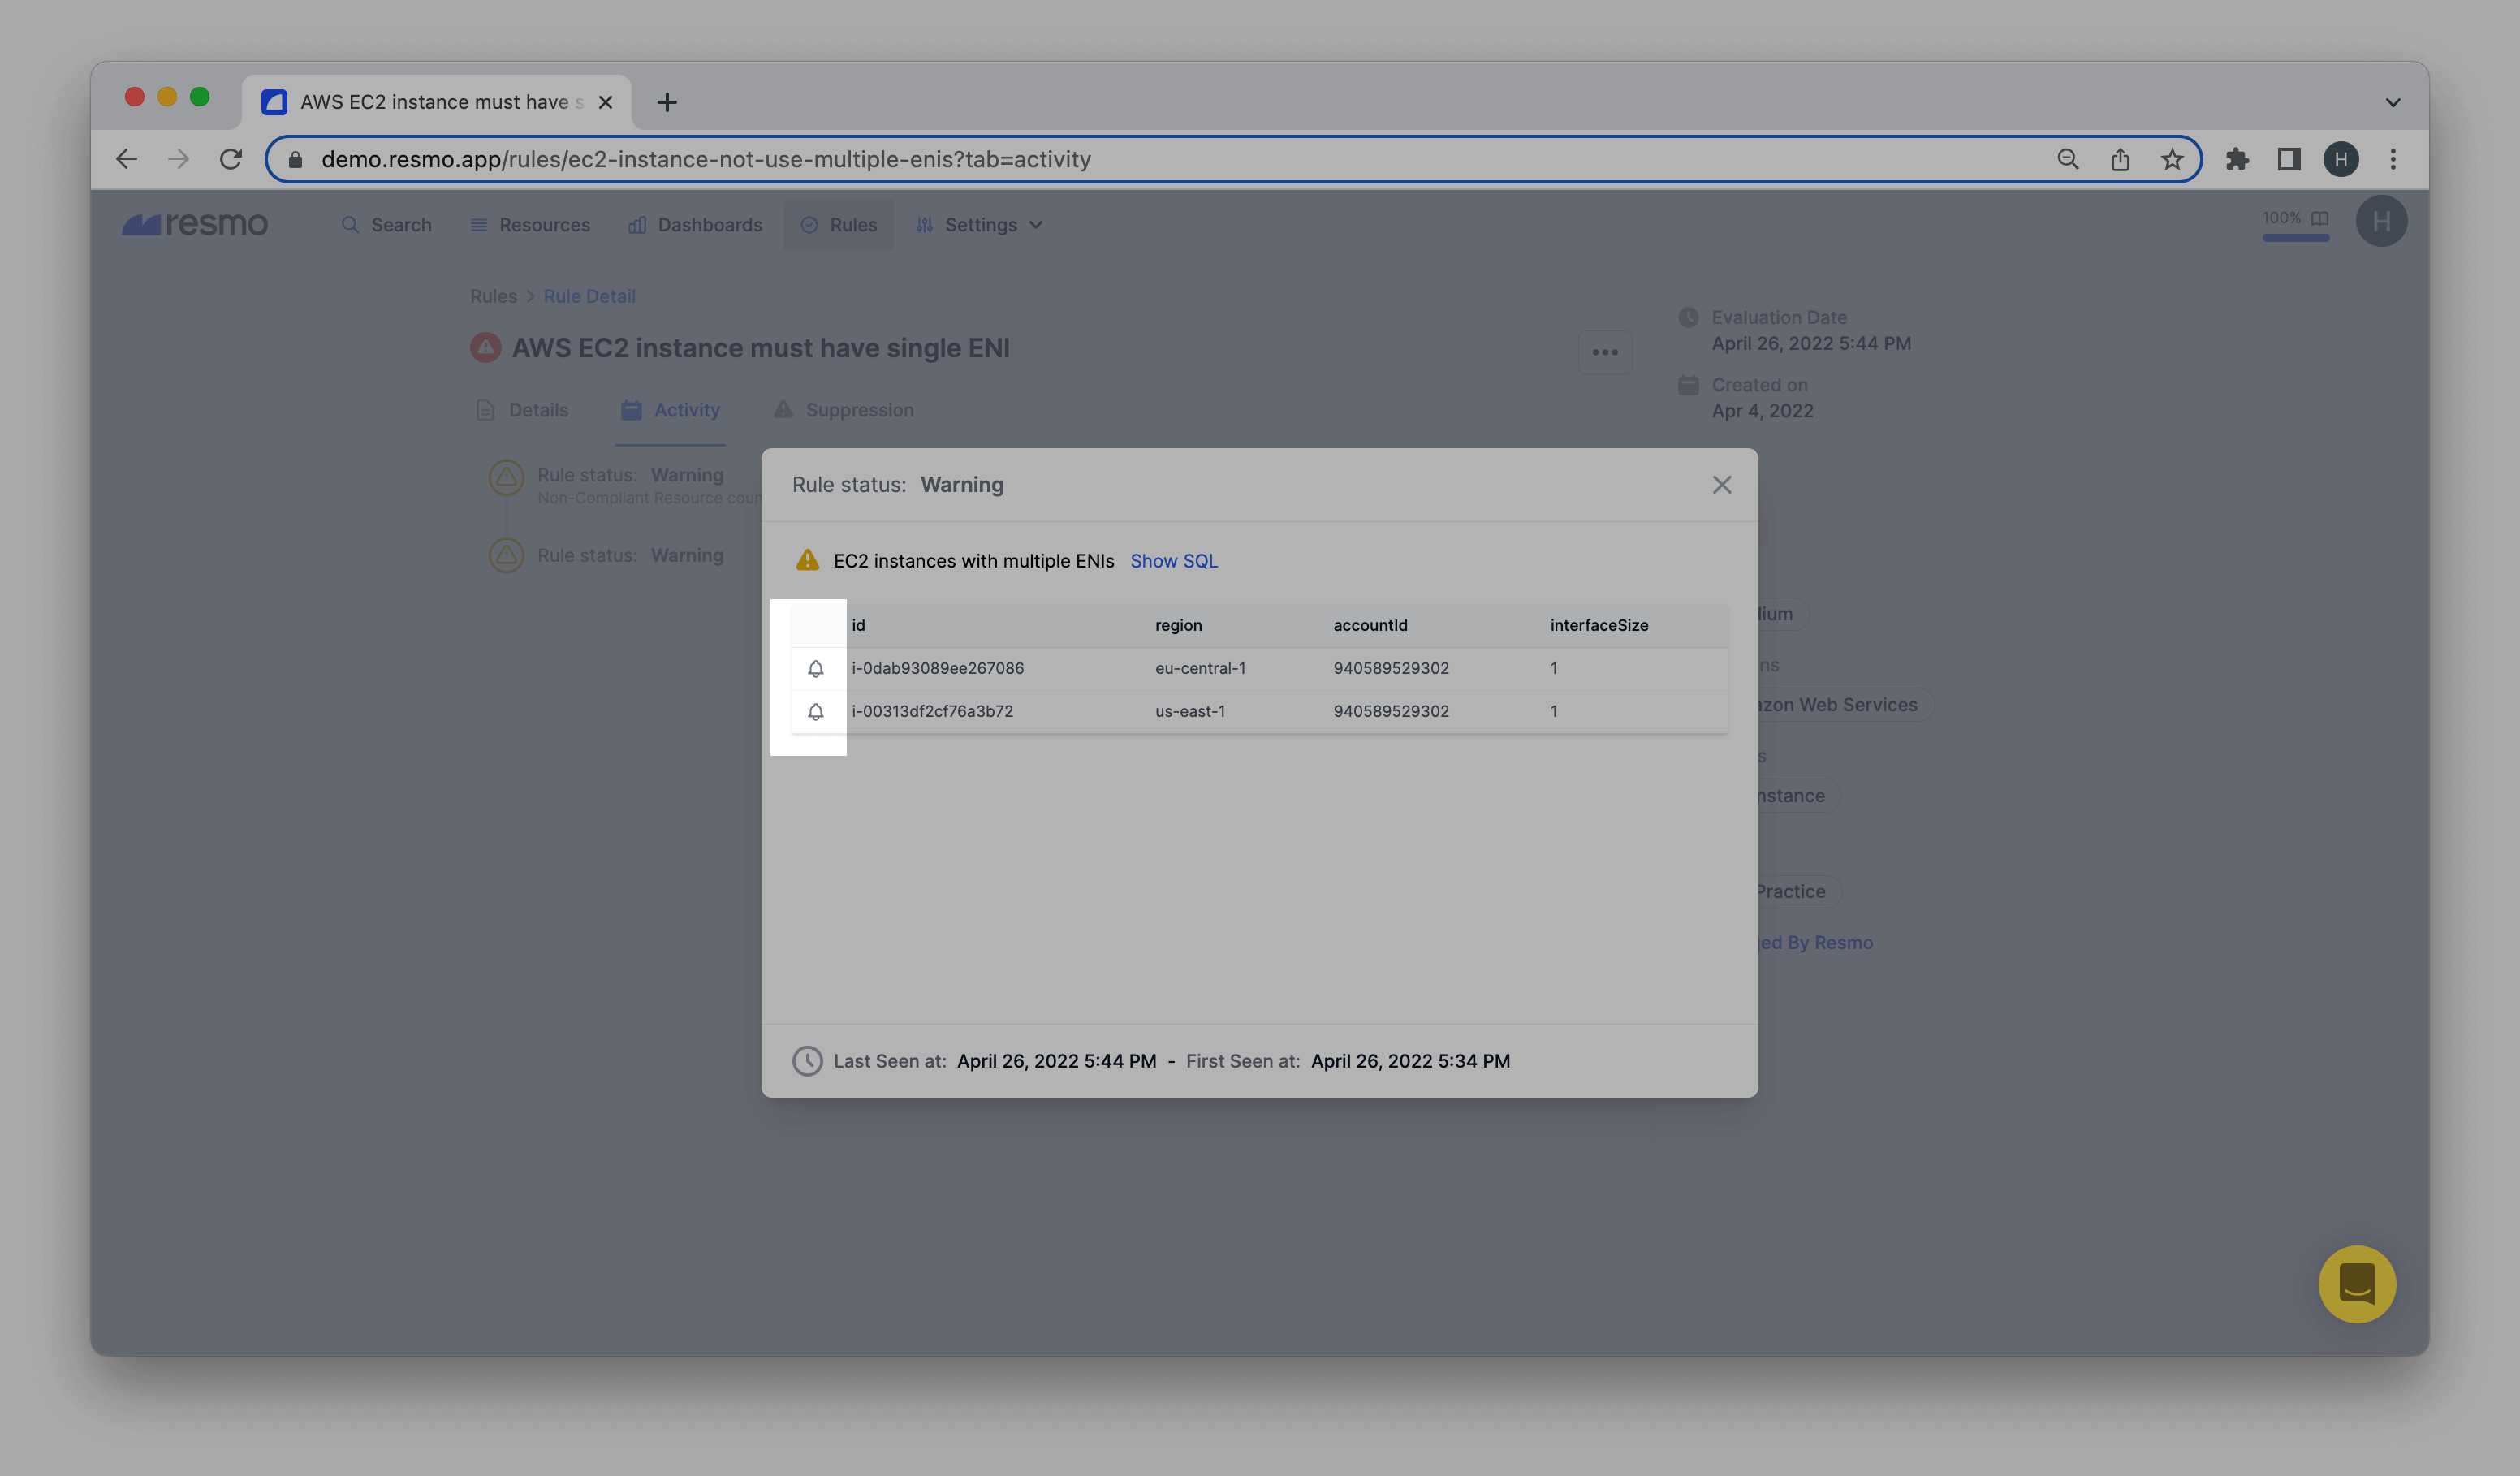 AWS EC2 instance must have s
demo.resmo.app/rules/ec2-instance-not-use-multiple-enis?tab=activity
H
resmo
Search
Resources
Dashboards
Rules
Settings
100%
H
Rules > Rule Detail
AWS EC2 instance must have single ENI
Details
Activity
Suppression
Evaluation Date
April 26, 2022 5:44 PM
Created on
Apr 4, 2022
Rule status: Warning
Non-Compliant Resource coun
Rule status: Warning
Rule status: Warning
EC2 instances with multiple ENIs Show SQL
id region accountId interfaceSize
i-0dab93089ee267086 eu-central-1 940589529302 1
i-00313df2cf76a3b72 us-east-1 940589529302 1
Last Seen at: April 26, 2022 5:44 PM - First Seen at: April 26, 2022 5:34 PM
lium
ns
azon Web Services
s
nstance
Practice
ed By Resmo